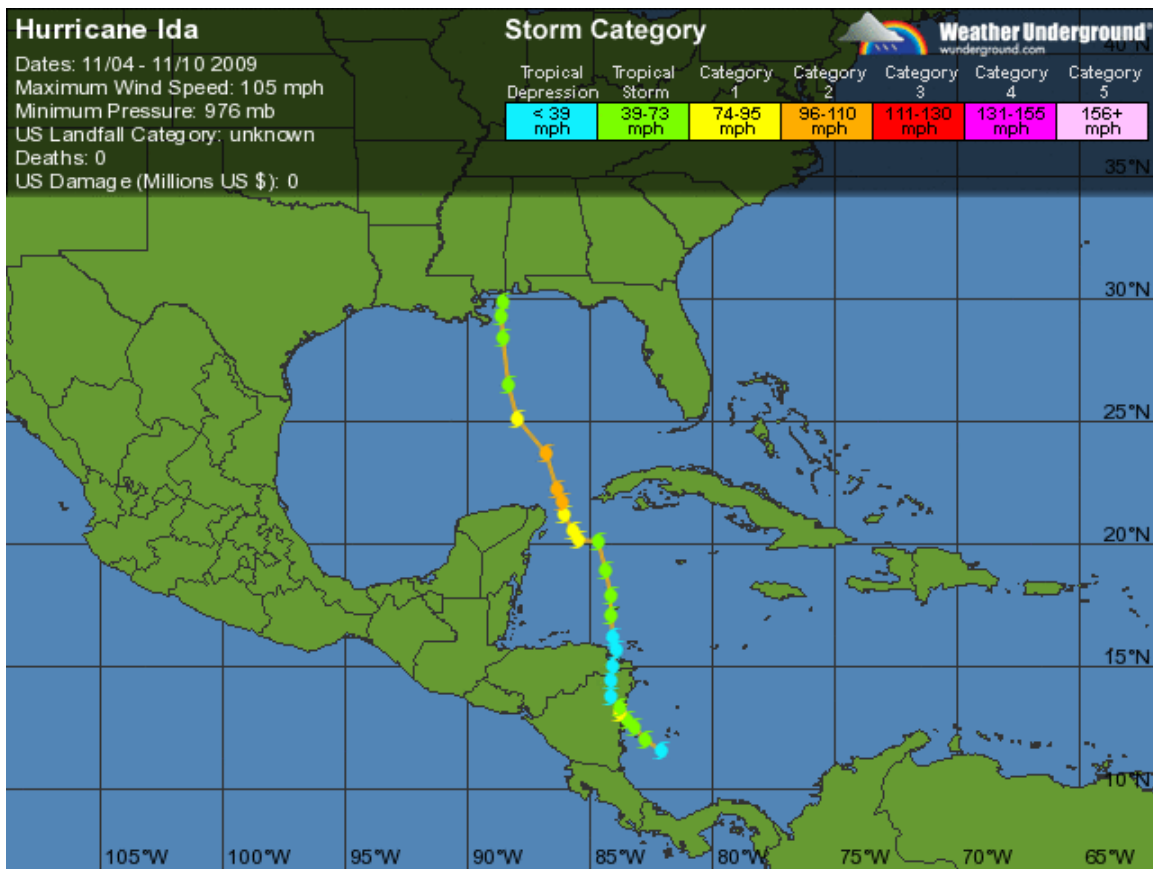 Hurricane Ida
Dates: 11/04 - 11/10 2009
Maximum Wind Speed: 105 mph
Minimum Pressure: 976 mb
US Landfall Category: unknown
Deaths: 0
US Damage (Millions US $): 0
Storm Category
Weather Underground®
wunderground.com
Tropical Depression
< 39 mph
Tropical Storm
39-73 mph
Category 1
74-95 mph
Category 2
96-110 mph
Category 3
111-130 mph
Category 4
131-155 mph
Category 5
156+ mph
40°N
35°N
30°N
25°N
20°N
15°N
10°N
105°W 100°W 95°W 90°W 85°W 80°W 75°W 70°W 65°W